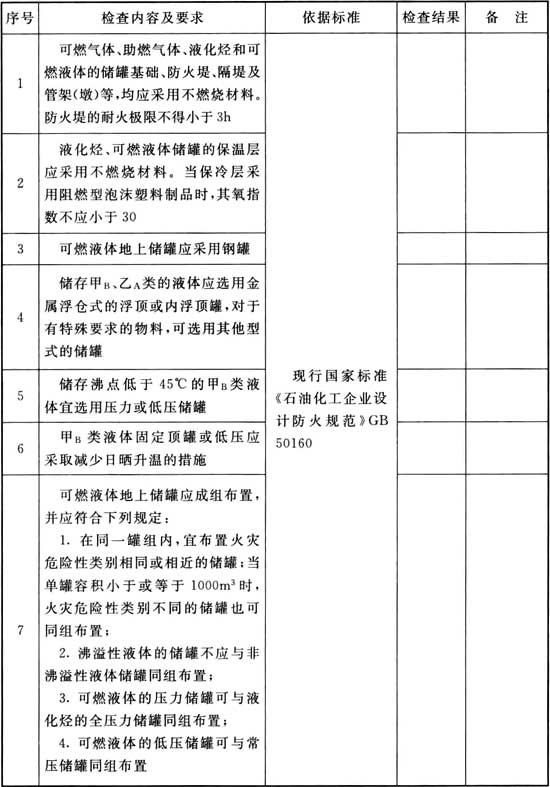 序号 检查内容及要求 依据标准 检查结果 备 注
1
可燃气体、助燃气体、液化烃和可
燃液体的储罐基础、防火堤、隔堤及
管架(墩)等,均应采用不燃烧材料。
防火堤的耐火极限不得小于3h
2
液化烃、可燃液体储罐的保温层
应采用不燃烧材料。当保冷层采
用阻燃型泡沫塑料制品时,其氧指
数不应小于30
3
可燃液体地上储罐应采用钢罐
4
储存甲B、乙A类的液体应选用金
属浮仓式的浮顶或内浮顶罐,对于
有特殊要求的物料,可选用其他型
式的储罐
5
储存沸点低于45℃的甲B类液
体宜选用压力或低压储罐
6
甲B类液体固定顶罐或低压应
采取减少日晒升温的措施
7
可燃液体地上储罐应成组布置,
并应符合下列规定:
1. 在同一罐组内,宜布置火灾
危险性类别相同或相近的储罐;当
单罐容积小于或等于1000m³时,
火灾危险性类别不同的储罐也可
同组布置;
2. 沸溢性液体的储罐不应与非
沸溢性液体储罐同组布置;
3. 可燃液体的压力储罐可与液
化烃的全压力储罐同组布置;
4. 可燃液体的低压储罐可与常
压储罐同组布置
现行国家标准
《石油化工企业设
计防火规范》GB
50160